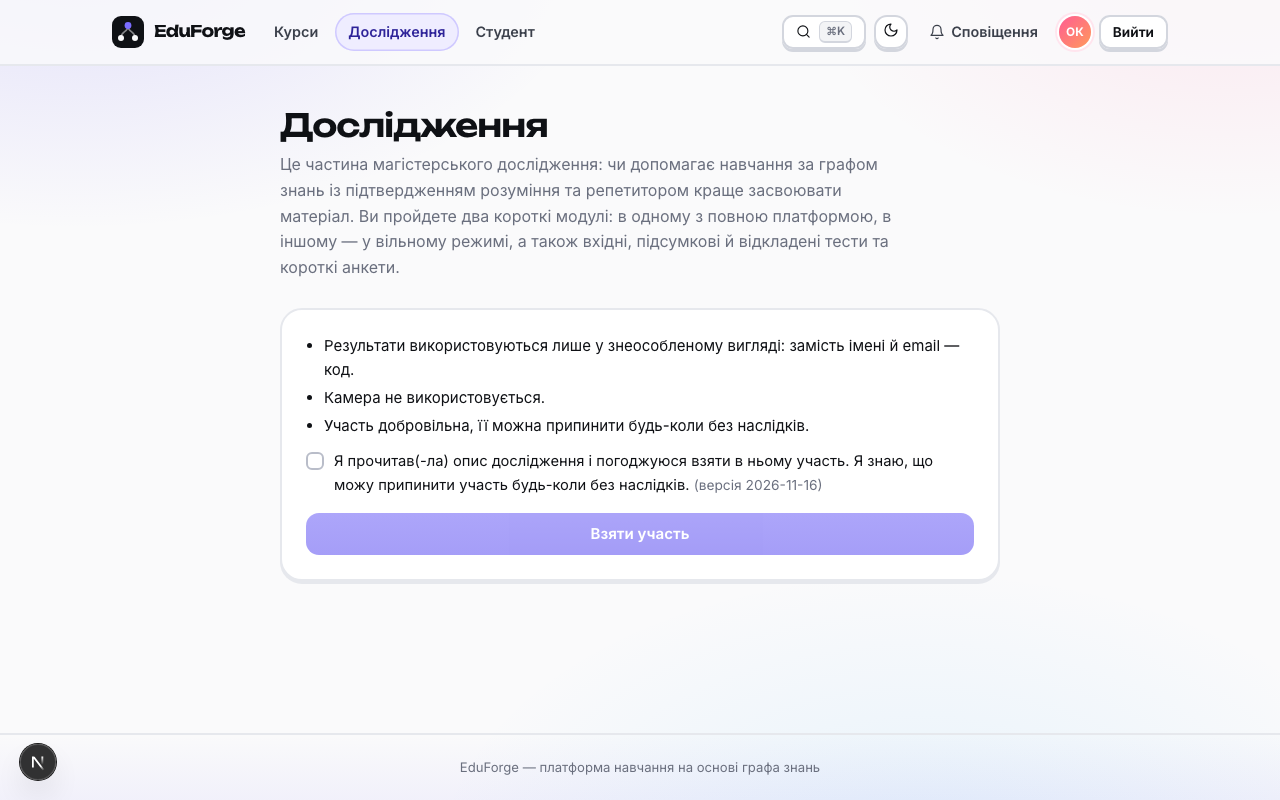 EduForge
Курси
Дослідження
Студент
⌘K
Сповіщення
ОК
Вийти
Дослідження
Це частина магістерського дослідження: чи допомагає навчання за графом
знань із підтвердженням розуміння та репетитором краще засвоювати
матеріал. Ви пройдете два короткі модулі: в одному з повною платформою, в
іншому — у вільному режимі, а також вхідні, підсумкові й відкладені тести та
короткі анкети.
• Результати використовуються лише у знеособленому вигляді: замість імені й email —
код.
• Камера не використовується.
• Участь добровільна, її можна припинити будь-коли без наслідків.
Я прочитав(-ла) опис дослідження і погоджуюся взяти в ньому участь. Я знаю, що
можу припинити участь будь-коли без наслідків. (версія 2026-11-16)
Взяти участь
N
EduForge — платформа навчання на основі графа знань